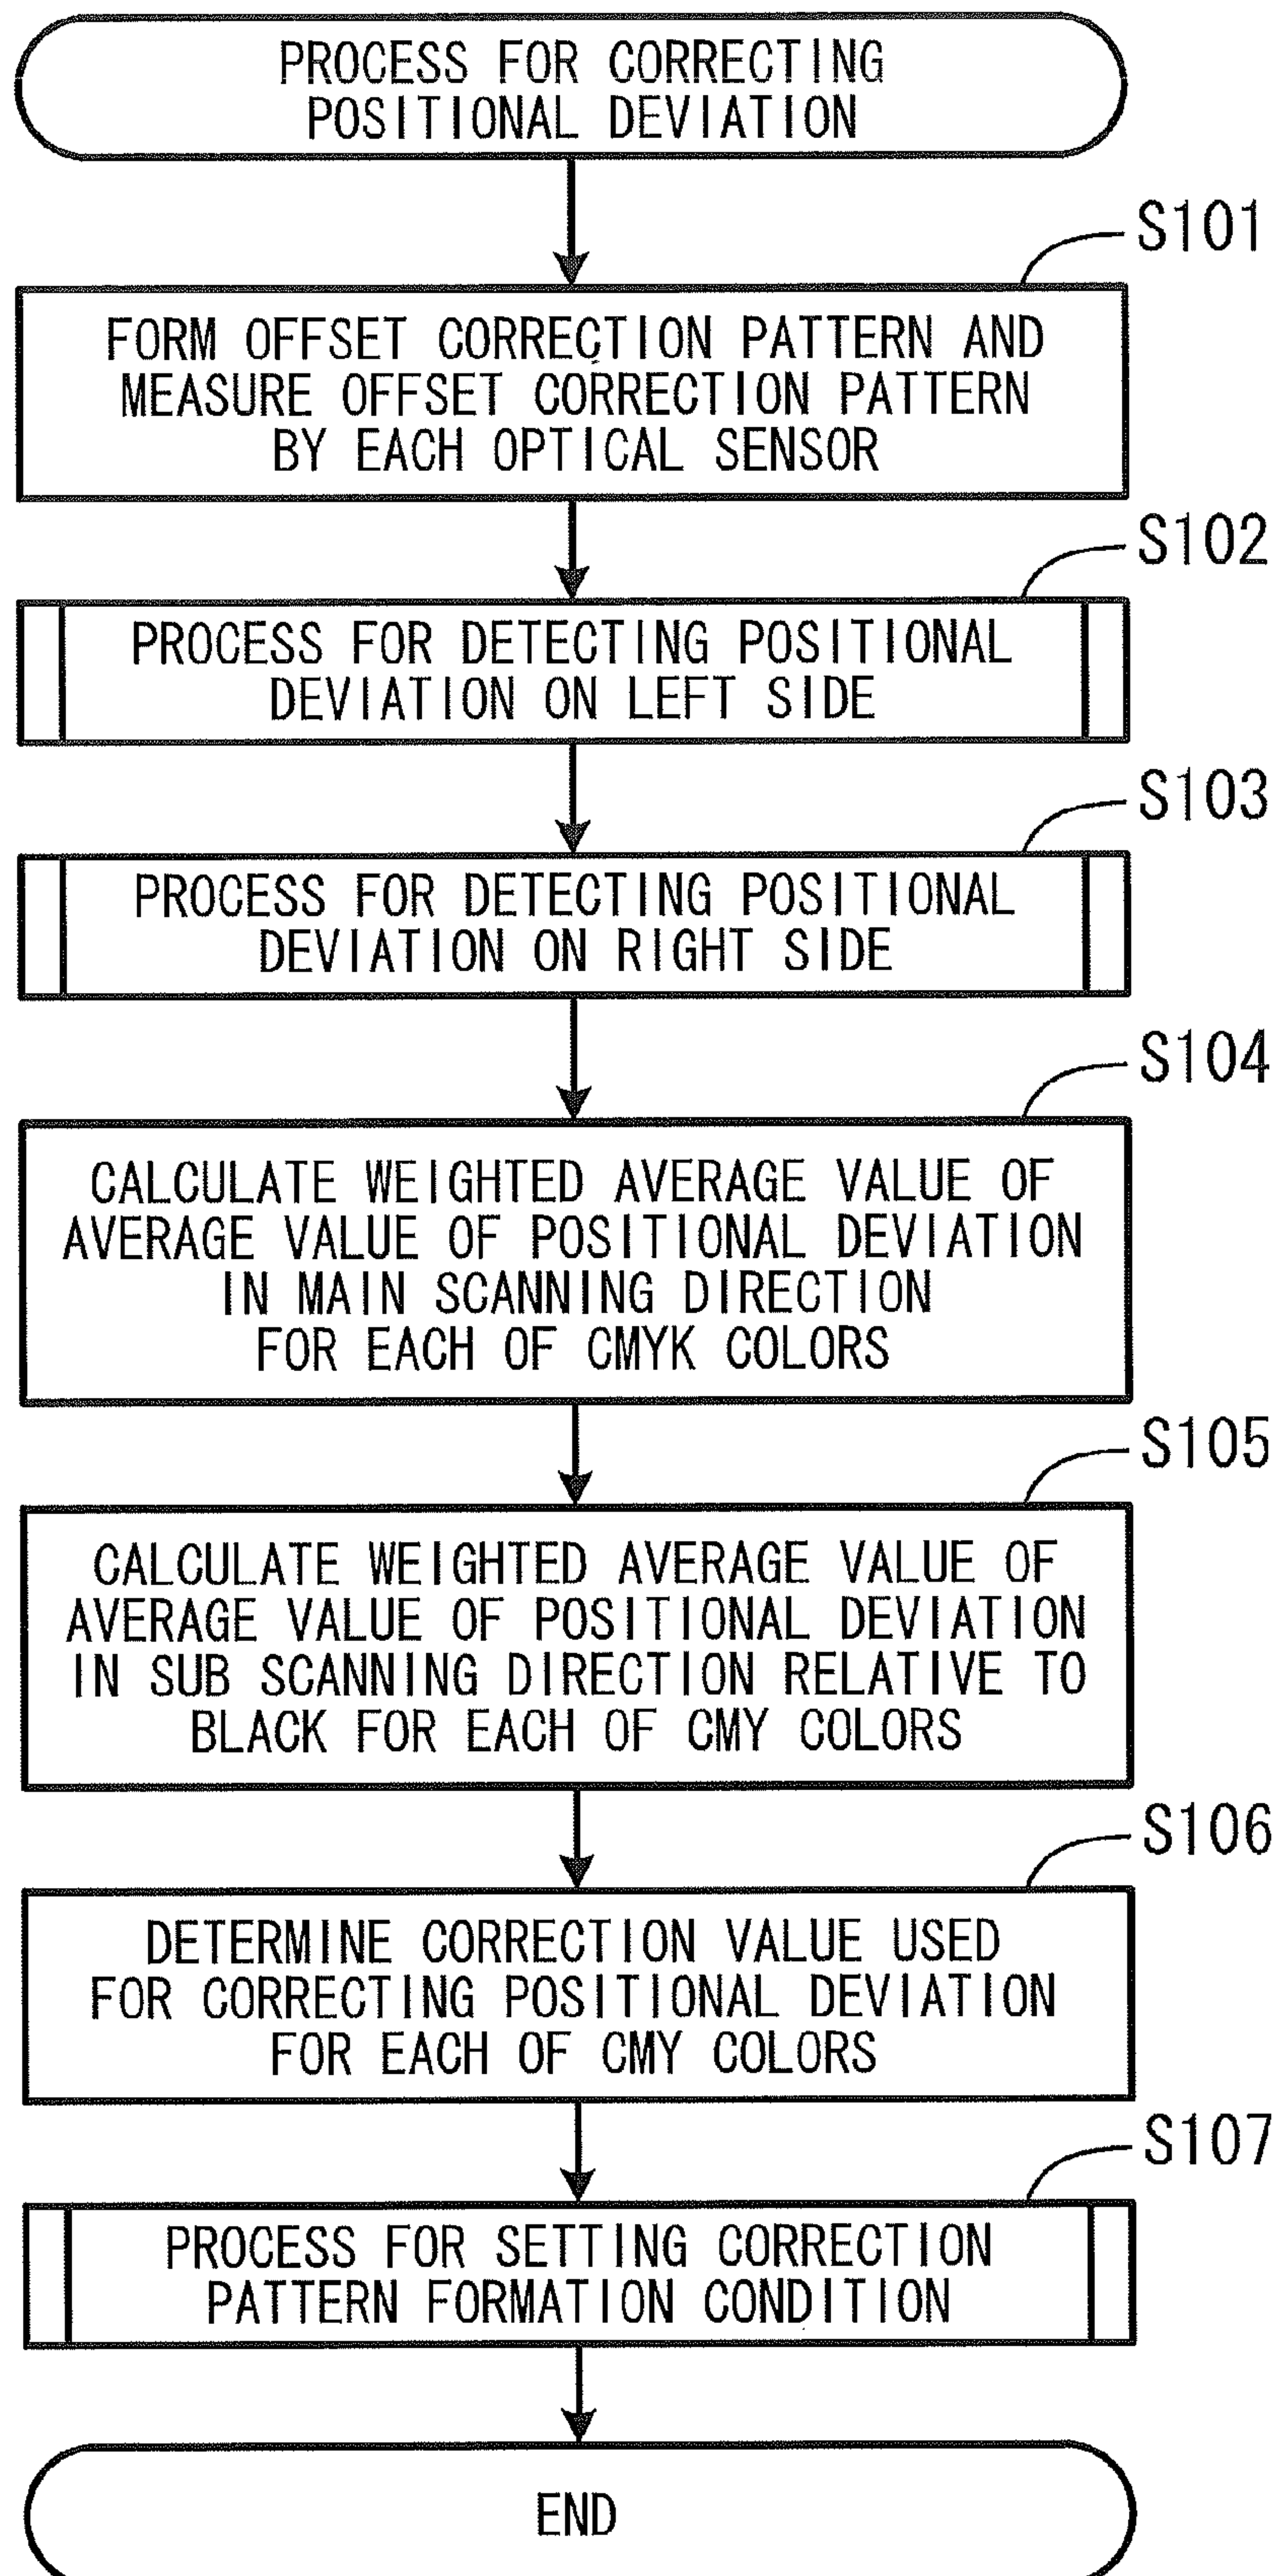 PROCESS FOR CORRECTING
POSITIONAL DEVIATION
S101
FORM OFFSET CORRECTION PATTERN AND
MEASURE OFFSET CORRECTION PATTERN
BY EACH OPTICAL SENSOR
S102
PROCESS FOR DETECTING POSITIONAL
DEVIATION ON LEFT SIDE
S103
PROCESS FOR DETECTING POSITIONAL
DEVIATION ON RIGHT SIDE
S104
CALCULATE WEIGHTED AVERAGE VALUE OF
AVERAGE VALUE OF POSITIONAL DEVIATION
IN MAIN SCANNING DIRECTION
FOR EACH OF CMYK COLORS
S105
CALCULATE WEIGHTED AVERAGE VALUE OF
AVERAGE VALUE OF POSITIONAL DEVIATION
IN SUB SCANNING DIRECTION RELATIVE TO
BLACK FOR EACH OF CMY COLORS
S106
DETERMINE CORRECTION VALUE USED
FOR CORRECTING POSITIONAL DEVIATION
FOR EACH OF CMY COLORS
S107
PROCESS FOR SETTING CORRECTION
PATTERN FORMATION CONDITION
END